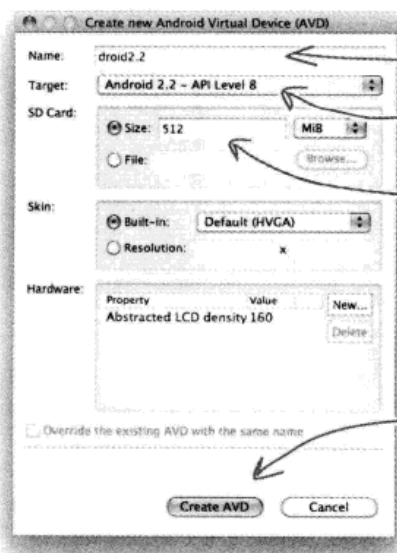 Create new Android Virtual Device (AVD)
Name: droid2.2
Target: Android 2.2 - API Level 8
SD Card:
Size: 512 MiB
File: Browse...
Skin:
Built-in: Default (HVGA)
Resolution: x
Hardware:
Property Value New...
Abstracted LCD density 160 Delete
Override the existing AVD with the same name
Create AVD Cancel